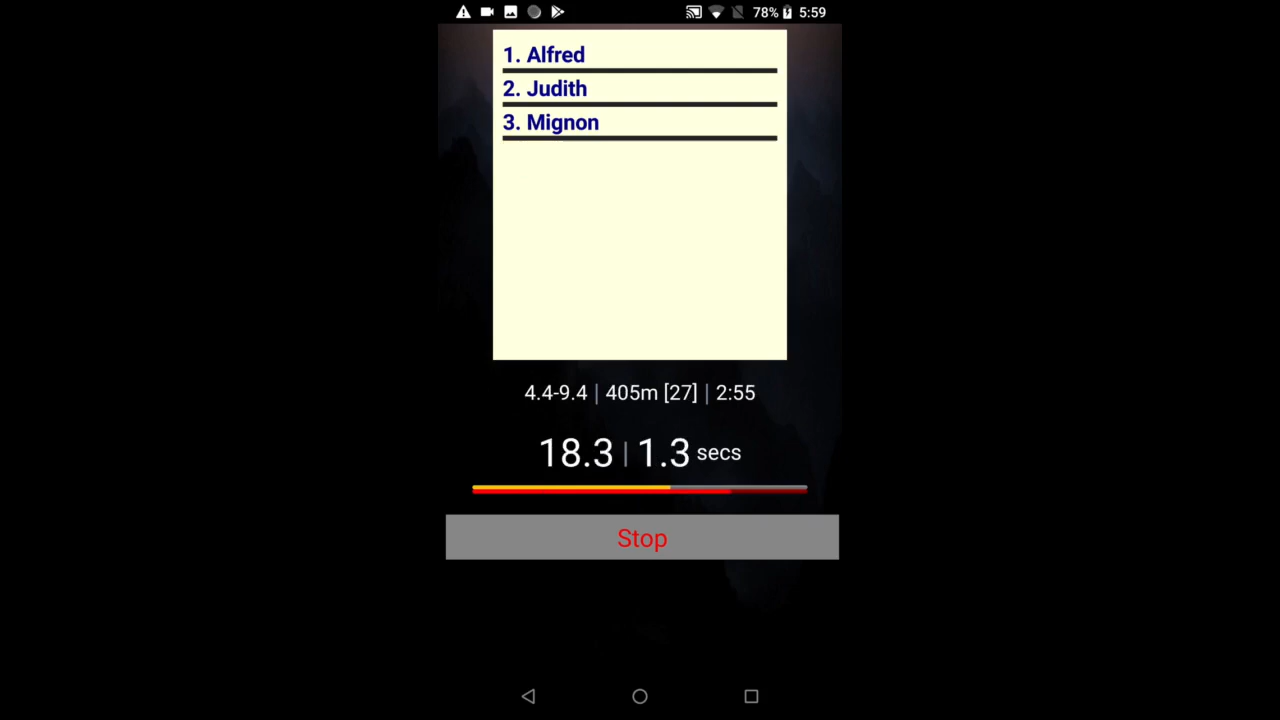 78% 5:59
1. Alfred
2. Judith
3. Mignon
4.4-9.4 | 405m [27] | 2:55
18.3 | 1.3 secs
Stop